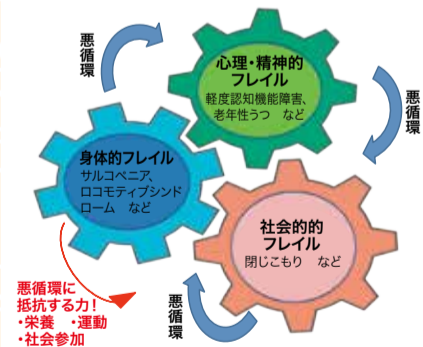 悪循環
心理・精神的
フレイル
軽度認知機能障害、
老年性うつ　など
悪循環
身体的フレイル
サルコペニア、
ロコモティブシンド
ローム　など
社会的的
フレイル
閉じこもり　など
悪循環に
抵抗する力！
・栄養　・運動
・社会参加
悪循環